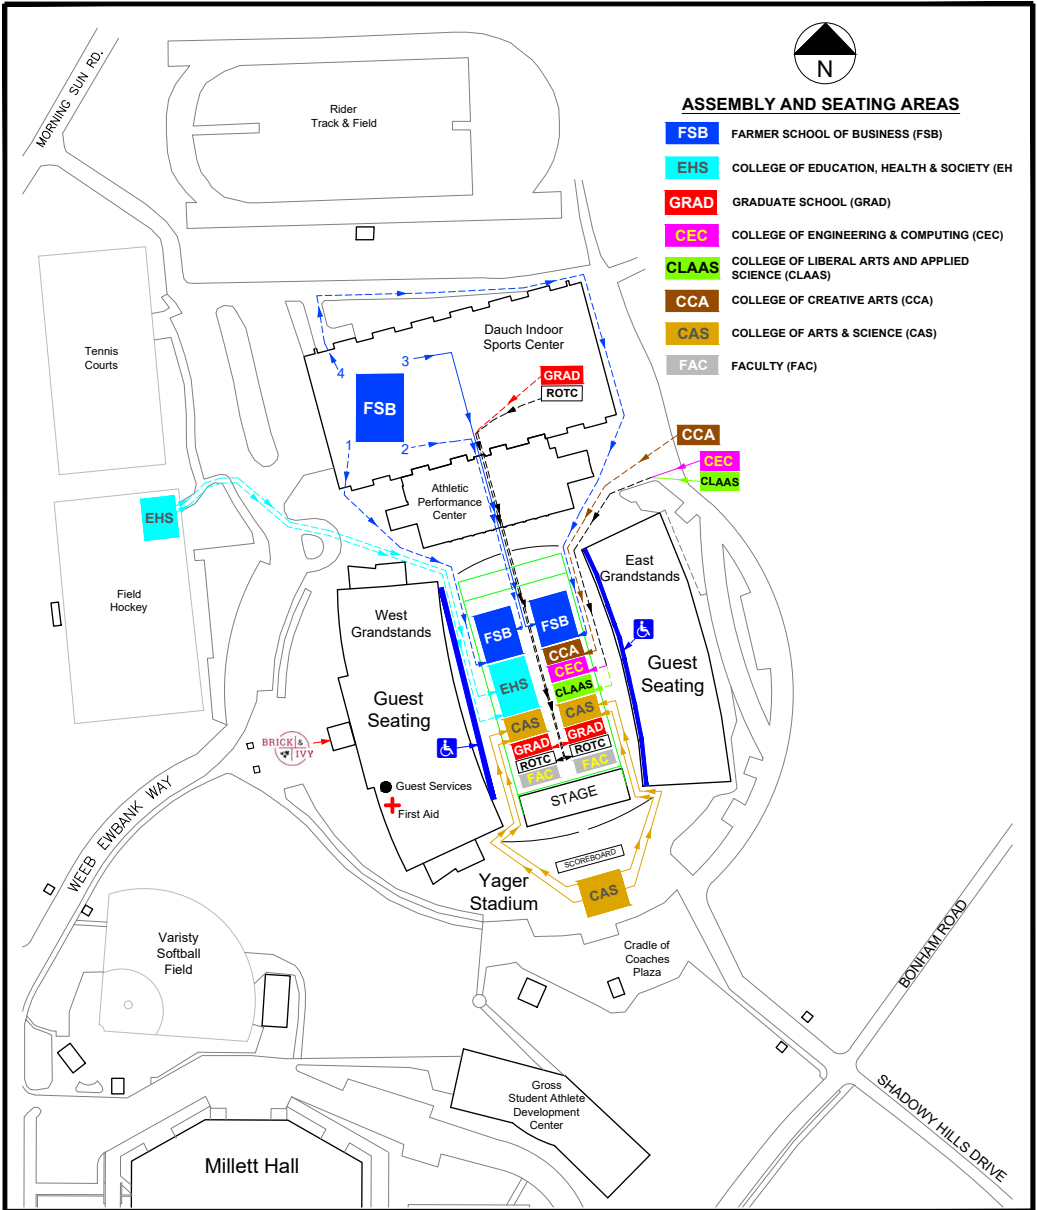 MORNING SUN RD.
Rider
Track & Field
N
ASSEMBLY AND SEATING AREAS
FSB FARMER SCHOOL OF BUSINESS (FSB)
EHS COLLEGE OF EDUCATION, HEALTH & SOCIETY (EH
GRAD GRADUATE SCHOOL (GRAD)
CEC COLLEGE OF ENGINEERING & COMPUTING (CEC)
CLAAS COLLEGE OF LIBERAL ARTS AND APPLIED
SCIENCE (CLAAS)
CCA COLLEGE OF CREATIVE ARTS (CCA)
CAS COLLEGE OF ARTS & SCIENCE (CAS)
FAC FACULTY (FAC)
Tennis
Courts
Dauch Indoor
Sports Center
3
4
GRAD
ROTC
FSB
1
2
CCA
CEC
CLAAS
Athletic
Performance
Center
EHS
Field
Hockey
West
Grandstands
East
Grandstands
FSB
FSB
CCA
CEC
EHS
CLAAS
CAS
CAS
GRAD
GRAD
ROTC
ROTC
FAC
FAC
STAGE
Guest
Seating
Guest
Seating
BRICK &
IVY
Guest Services
First Aid
WEEB EWBANK WAY
SCOREBOARD
CAS
Yager
Stadium
Varisty
Softball
Field
Cradle of
Coaches
Plaza
BONHAM ROAD
SHADOWY HILLS DRIVE
Gross
Student Athlete
Development
Center
Millett Hall